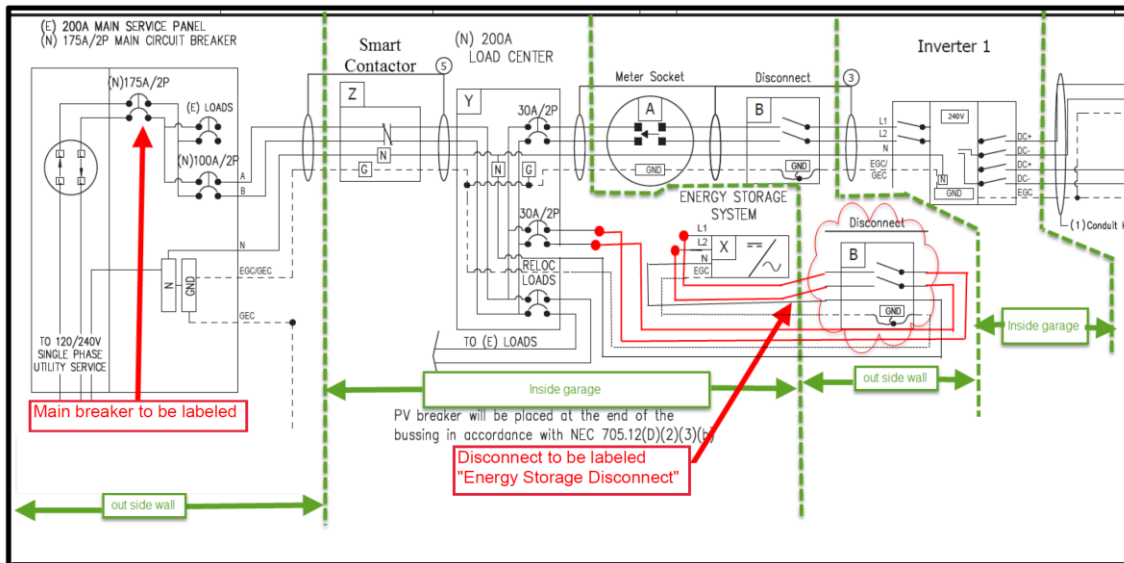 (E) 200A MAIN SERVICE PANEL
(N) 175A/2P MAIN CIRCUIT BREAKER
(N)175A/2P
(E) LOADS
(N)100A/2P
A
B
N
EGC/GEC
GEC
N
GND
TO 120/240V
SINGLE PHASE
UTILITY SERVICE
Main breaker to be labeled
out side wall
Smart
Contactor
5
Z
N
G
(N) 200A
LOAD CENTER
Y
30A/2P
N
G
30A/2P
RELOC
LOADS
TO (E) LOADS
Inside garage
PV breaker will be placed at the end of the
bussing in accordance with NEC 705.12(D)(2)(3)(b)
Disconnect to be labeled
"Energy Storage Disconnect"
Meter Socket
A
GND
Disconnect
B
GND
3
ENERGY STORAGE
SYSTEM
L1
L2
N
EGC
X
Disconnect
B
GND
out side wall
Inverter 1
L1
L2
N
EGC/
GEC
240V
N
GND
DC+
DC-
DC+
DC-
EGC
(1)Conduit
Inside garage